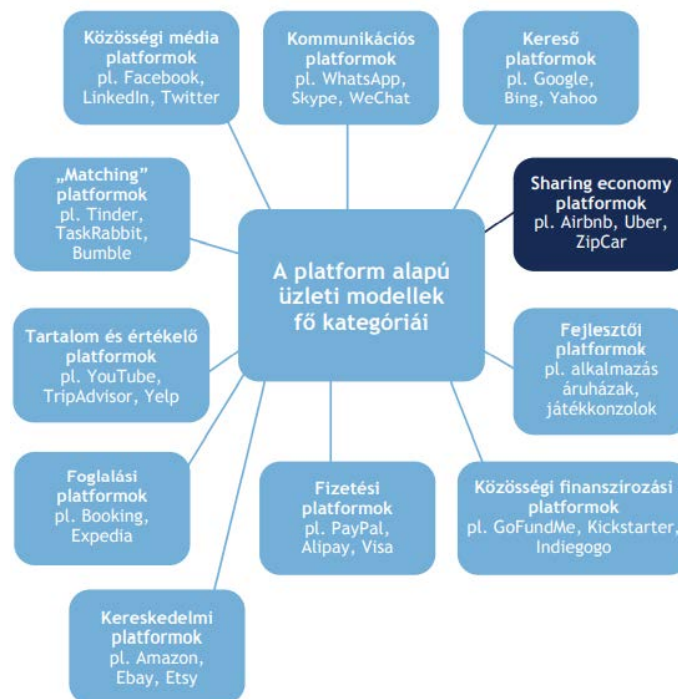 Közösségi média
platformok
pl. Facebook,
LinkedIn, Twitter
Kommunikációs
platformok
pl. WhatsApp,
Skype, WeChat
Kereső
platformok
pl. Google,
Bing, Yahoo
„Matching”
platformok
pl. Tinder,
TaskRabbit,
Bumble
Sharing economy
platformok
pl. Airbnb, Uber,
ZipCar
A platform alapú
üzleti modellek
fő kategóriái
Tartalom és értékelő
platformok
pl. YouTube,
TripAdvisor, Yelp
Fejlesztői
platformok
pl. alkalmazás
áruházak,
játékkonzolok
Foglalási
platformok
pl. Booking,
Expedia
Fizetési
platformok
pl. PayPal,
Alipay, Visa
Közösségi finanszírozási
platformok
pl. GoFundMe, Kickstarter,
Indiegogo
Kereskedelmi
platformok
pl. Amazon,
Ebay, Etsy